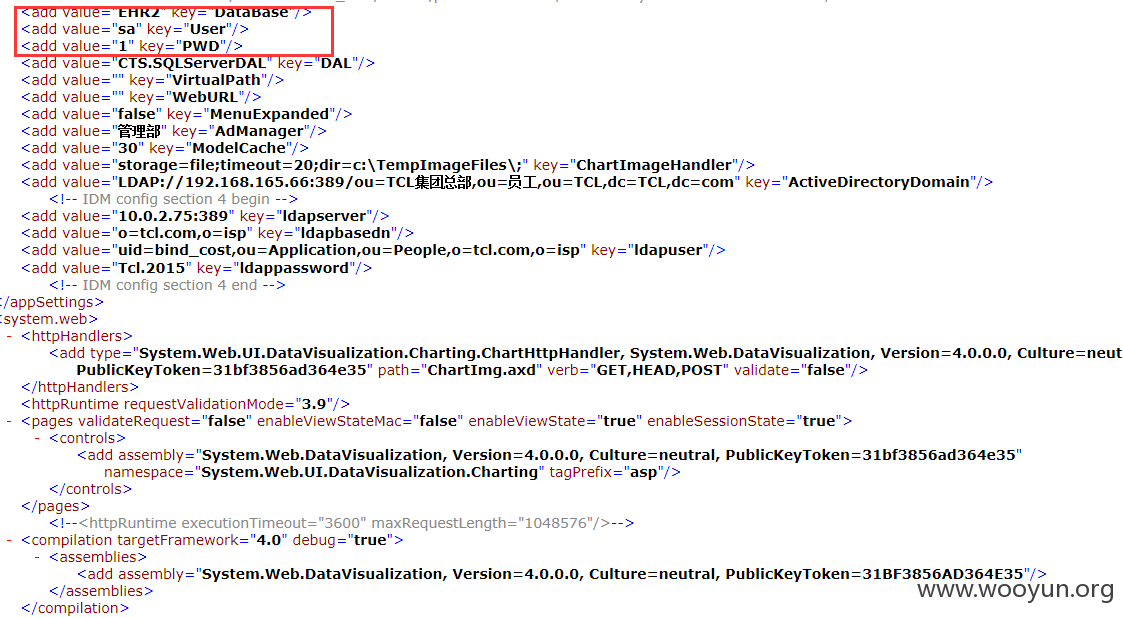 <add value="EHR2" key="DataBase"/>
<add value="sa" key="User"/>
<add value="1" key="PWD"/>
<add value="CTS.SQLServerDAL" key="DAL"/>
<add value="" key="VirtualPath"/>
<add value="" key="WebURL"/>
<add value="false" key="MenuExpanded"/>
<add value="管理部" key="AdManager"/>
<add value="30" key="ModelCache"/>
<add value="storage=file;timeout=20;dir=c:\TempImageFiles\;" key="ChartImageHandler"/>
<add value="LDAP://192.168.165.66:389/ou=TCL集团总部,ou=员工,ou=TCL,dc=TCL,dc=com" key="ActiveDirectoryDomain"/>
<!-- IDM config section 4 begin -->
<add value="10.0.2.75:389" key="ldapserver"/>
<add value="o=tcl.com,o=isp" key="ldapbasedn"/>
<add value="uid=bind_cost,ou=Application,ou=People,o=tcl.com,o=isp" key="ldapuser"/>
<add value="Tcl.2015" key="ldappassword"/>
<!-- IDM config section 4 end -->
</appSettings>
<system.web>
- <httpHandlers>
<add type="System.Web.UI.DataVisualization.Charting.ChartHttpHandler, System.Web.DataVisualization, Version=4.0.0.0, Culture=neut
PublicKeyToken=31bf3856ad364e35" path="ChartImg.axd" verb="GET,HEAD,POST" validate="false"/>
</httpHandlers>
<httpRuntime requestValidationMode="3.9"/>
- <pages validateRequest="false" enableViewStateMac="false" enableViewState="true" enableSessionState="true">
- <controls>
<add assembly="System.Web.DataVisualization, Version=4.0.0.0, Culture=neutral, PublicKeyToken=31bf3856ad364e35"
namespace="System.Web.UI.DataVisualization.Charting" tagPrefix="asp"/>
</controls>
</pages>
<!--<httpRuntime executionTimeout="3600" maxRequestLength="1048576"/>-->
- <compilation targetFramework="4.0" debug="true">
- <assemblies>
<add assembly="System.Web.DataVisualization, Version=4.0.0.0, Culture=neutral, PublicKeyToken=31BF3856AD364E35"/>
</assemblies>
</compilation>
www.wooyun.org